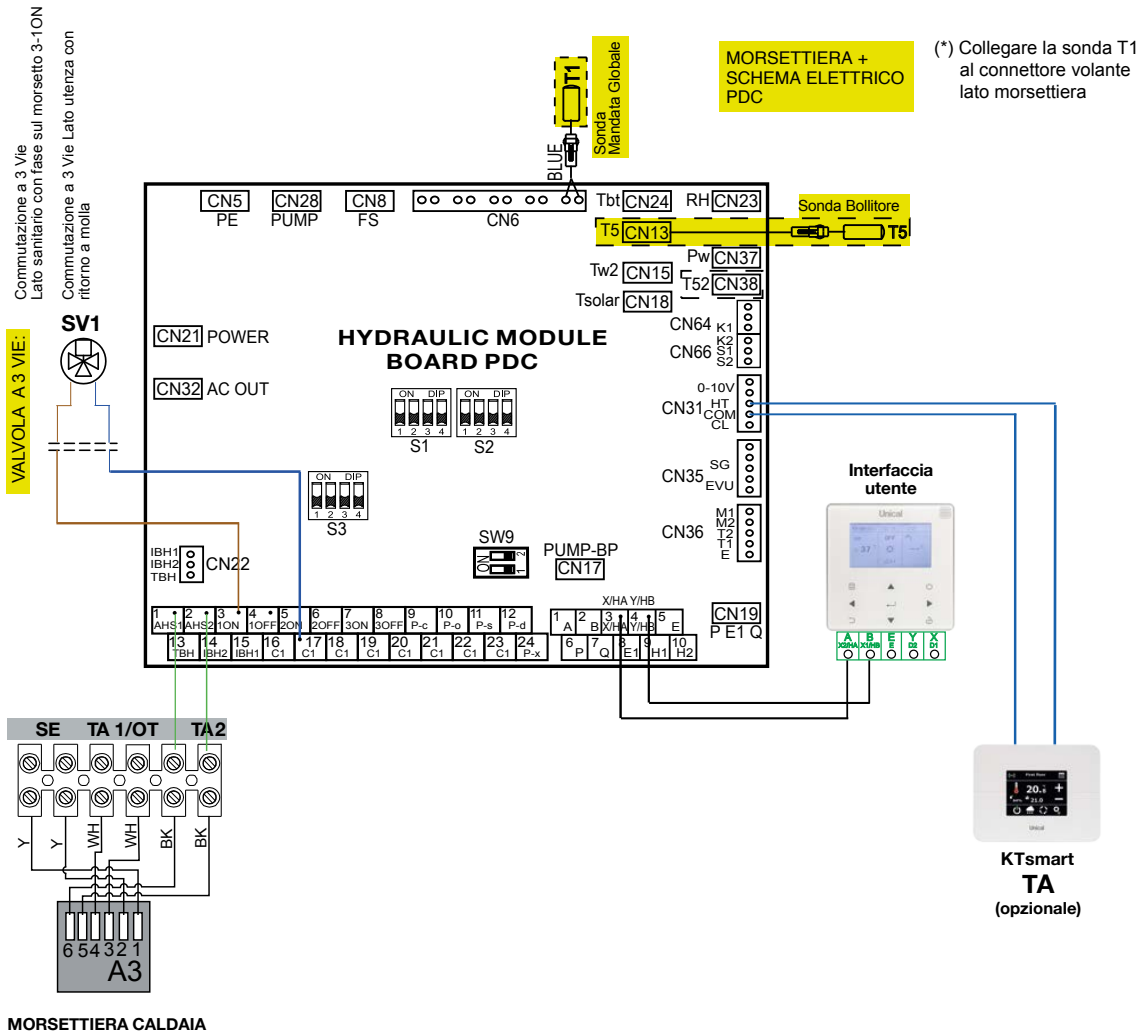 Commutazione a 3 Vie
Lato sanitario con fase sul morsetto 3-1ON
Commutazione a 3 Vie Lato utenza con
ritorno a molla
VALVOLA A 3 VIE:
SV1
T1
Sonda
Mandata Globale
BLUE
MORSETTIERA +
SCHEMA ELETTRICO
PDC
(*) Collegare la sonda T1
al connettore volante
lato morsettiera
CN5
PE
CN28
PUMP
CN8
FS
CN6
Tbt CN24
RH CN23
T5 CN13
Sonda Bollitore
T5
Pw CN37
Tw2 CN15
T52 CN38
Tsolar CN18
CN64 K1
CN66 K2
S1
S2
CN21 POWER
HYDRAULIC MODULE
BOARD PDC
CN32 AC OUT
ON DIP
1 2 3 4
S1
ON DIP
1 2 3 4
S2
ON DIP
1 2 3 4
S3
0-10V
CN31 HT
COM
CL
CN35 SG
EVU
CN36 M1
M2
T2
T1
E
IBH1
IBH2
TBH
CN22
SW9
ON
1 2
PUMP-BP
CN17
CN19
P E1 Q
X/HA Y/HB
1 2 3 4 5 6 7 8 9 10 11 12
AHS1 AHS2 1ON 1OFF 2ON 2OFF 3ON 3OFF P-c P-o P-s P-d
13 14 15 16 17 18 19 20 21 22 23 24
TBH IBH2 IBH1 C1 C1 C1 C1 C1 C1 C1 C1 P-x
1 2 3 4 5
A B X/HA Y/HB E
6 7 8 9 10
P Q E1 H1 H2
Interfaccia
utente
Unical
OFF
A B E Y X
X2/HA X1/HB E D2 D1
SE TA 1/OT TA2
Y Y WH WH BK BK
6 5 4 3 2 1
A3
MORSETTIERA CALDAIA
First floor
20.
21.0
Unical
KTsmart
TA
(opzionale)